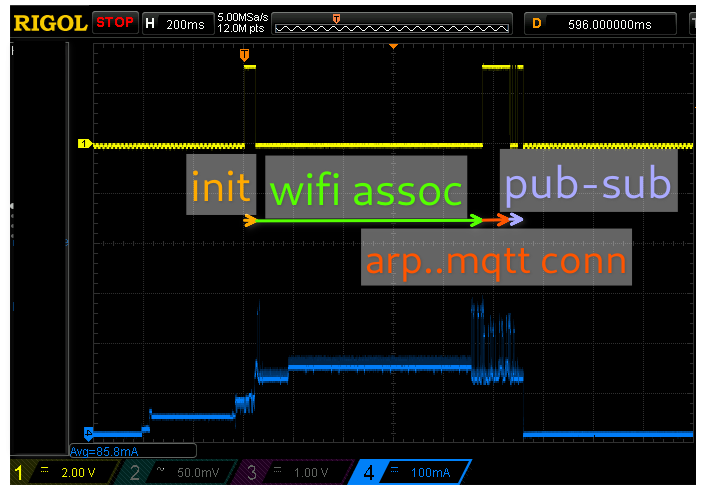 RIGOL STOP H 200ms 5.00MSa/s 12.0M pts T D 596.000000ms T
T
1
init wifi assoc pub-sub
arp..mqtt conn
Avg=85.8mA
1 2.00 V 2 50.0mV 3 1.00 V 4 100mA